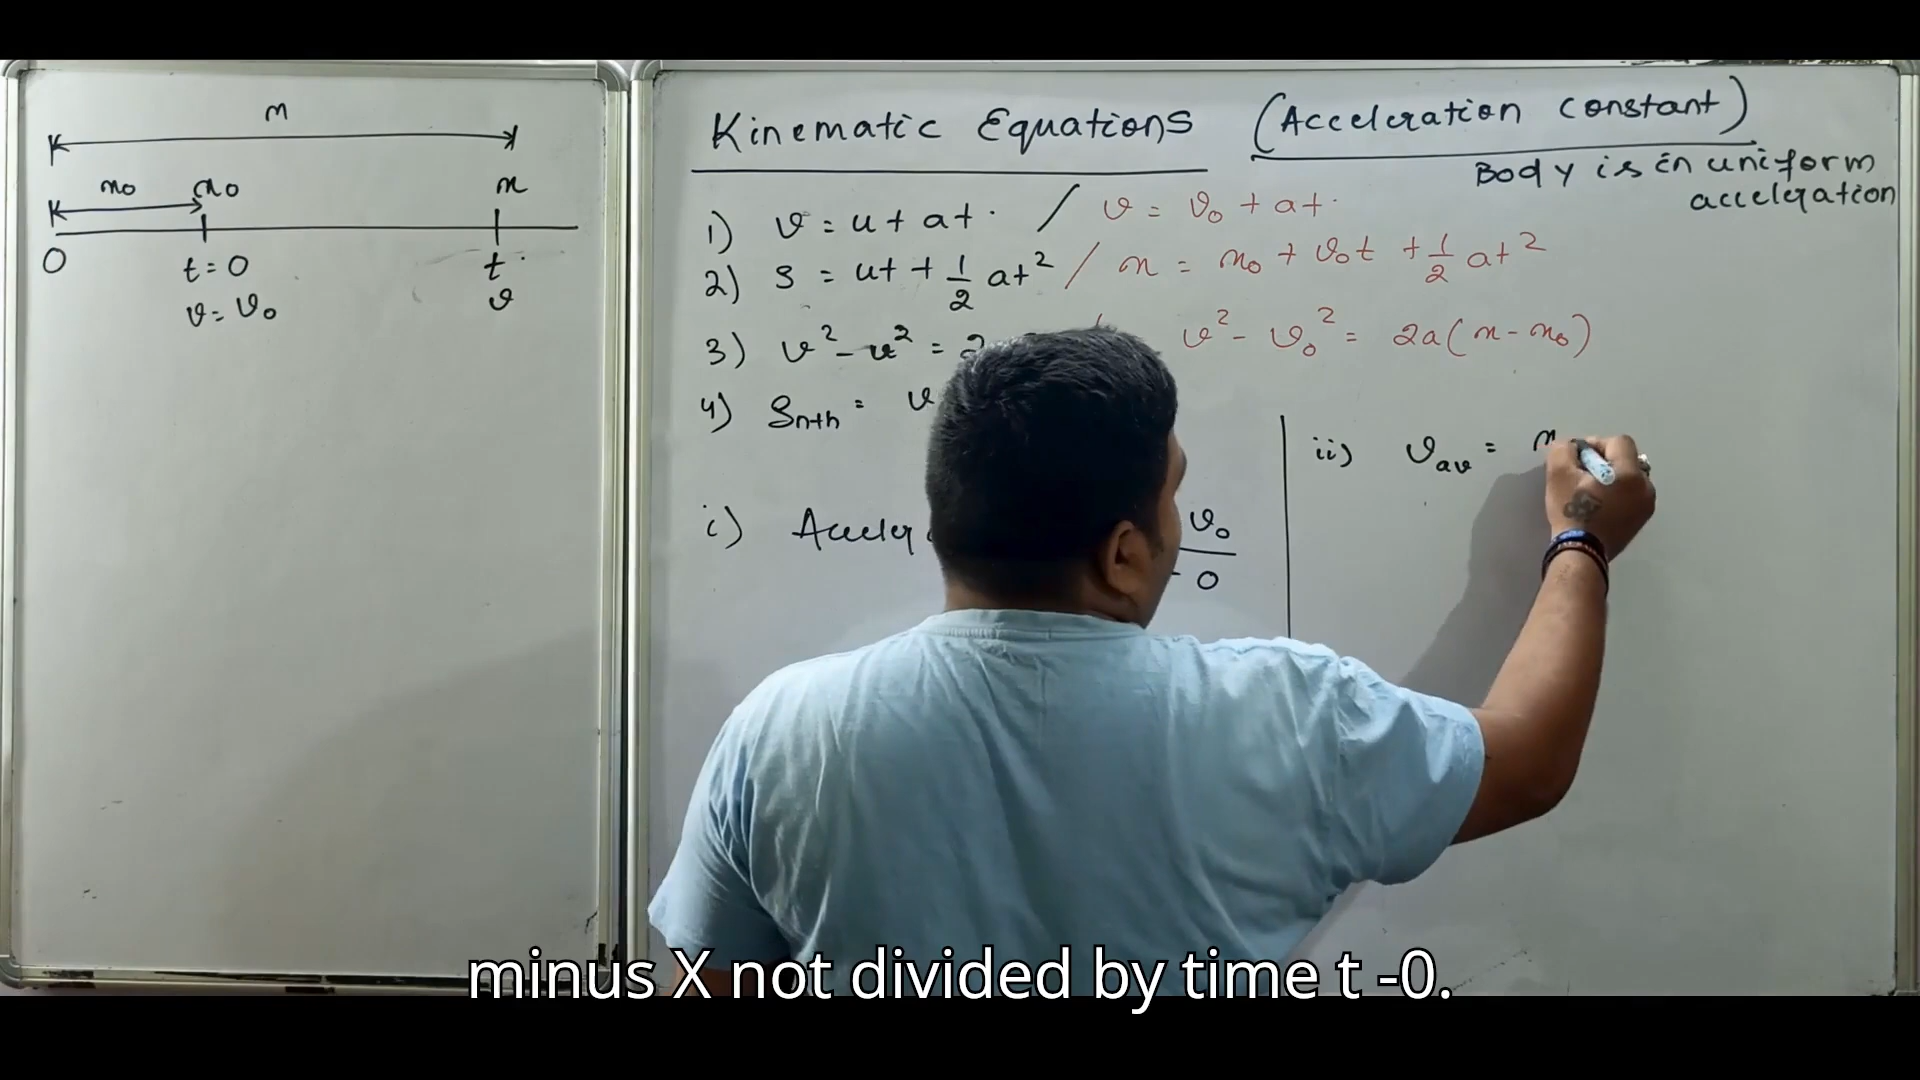 x
x₀ x₀ x
0 t = 0 t
v = v₀ v
Kinematic Equations (Acceleration constant)
Body is in uniform
acceleration
1) v = u + at / v = v₀ + at
2) S = ut + 1/2 at² / x = x₀ + v₀t + 1/2 at²
3) v² - u² = 2 v² - v₀² = 2a(x - x₀)
4) Snth =
i) v₀
0
ii) vav = x
minus X not divided by time t -0.